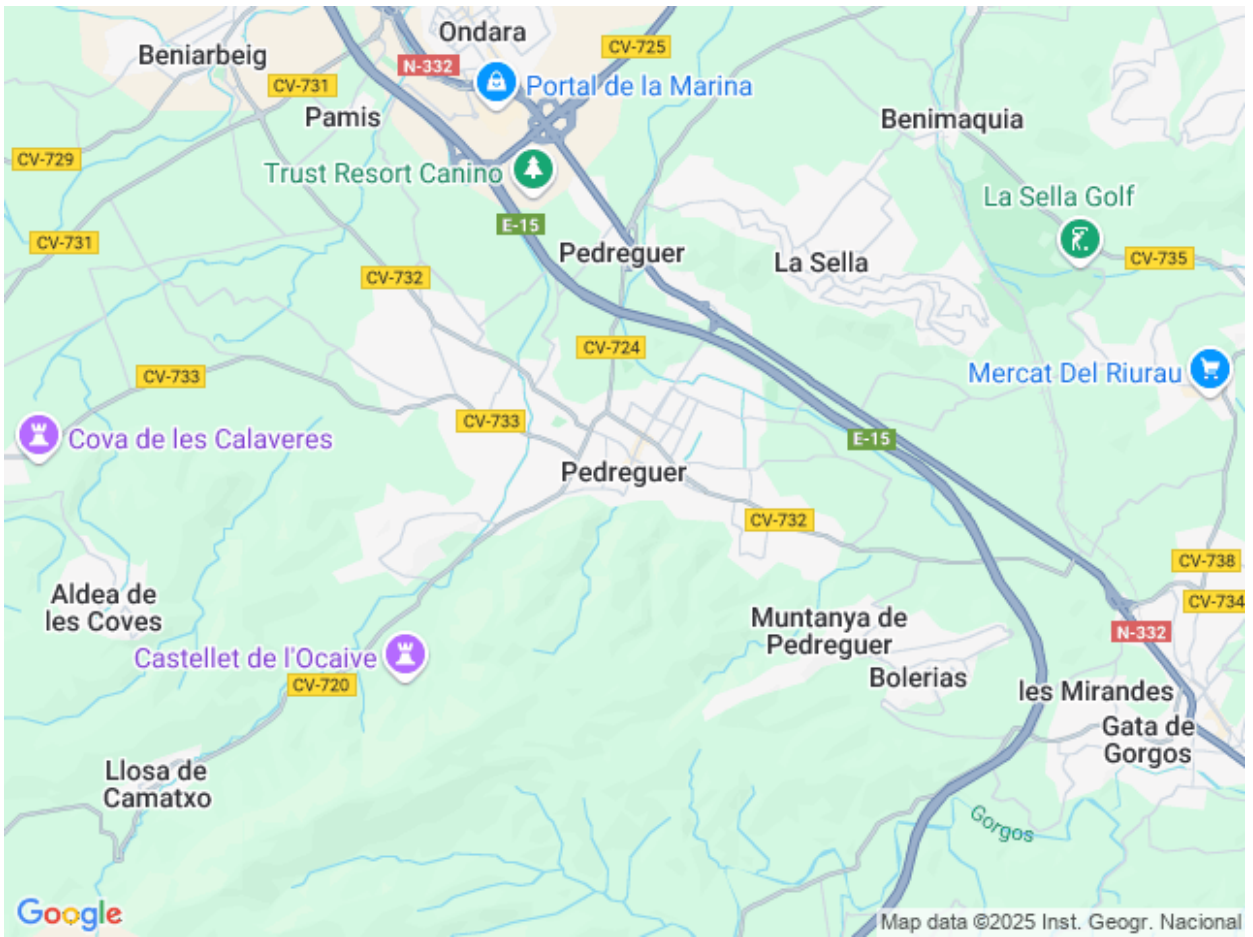 Ondara
Beniarbeig
CV-725
N-332
CV-731
Portal de la Marina
Pamis
Benimaquia
CV-729
Trust Resort Canino
La Sella Golf
E-15
CV-731
Pedreguer
La Sella
CV-735
CV-732
CV-724
CV-733
Mercat Del Riurau
CV-733
Cova de les Calaveres
E-15
Pedreguer
CV-732
CV-738
Aldea de
les Coves
CV-734
Muntanya de
Pedreguer
N-332
Castellet de l'Ocaive
Bolerias
CV-720
les Mirandes
Gata de
Gorgos
Llosa de
Camatxo
Gorgos
Google
Map data ©2025 Inst. Geogr. Nacional